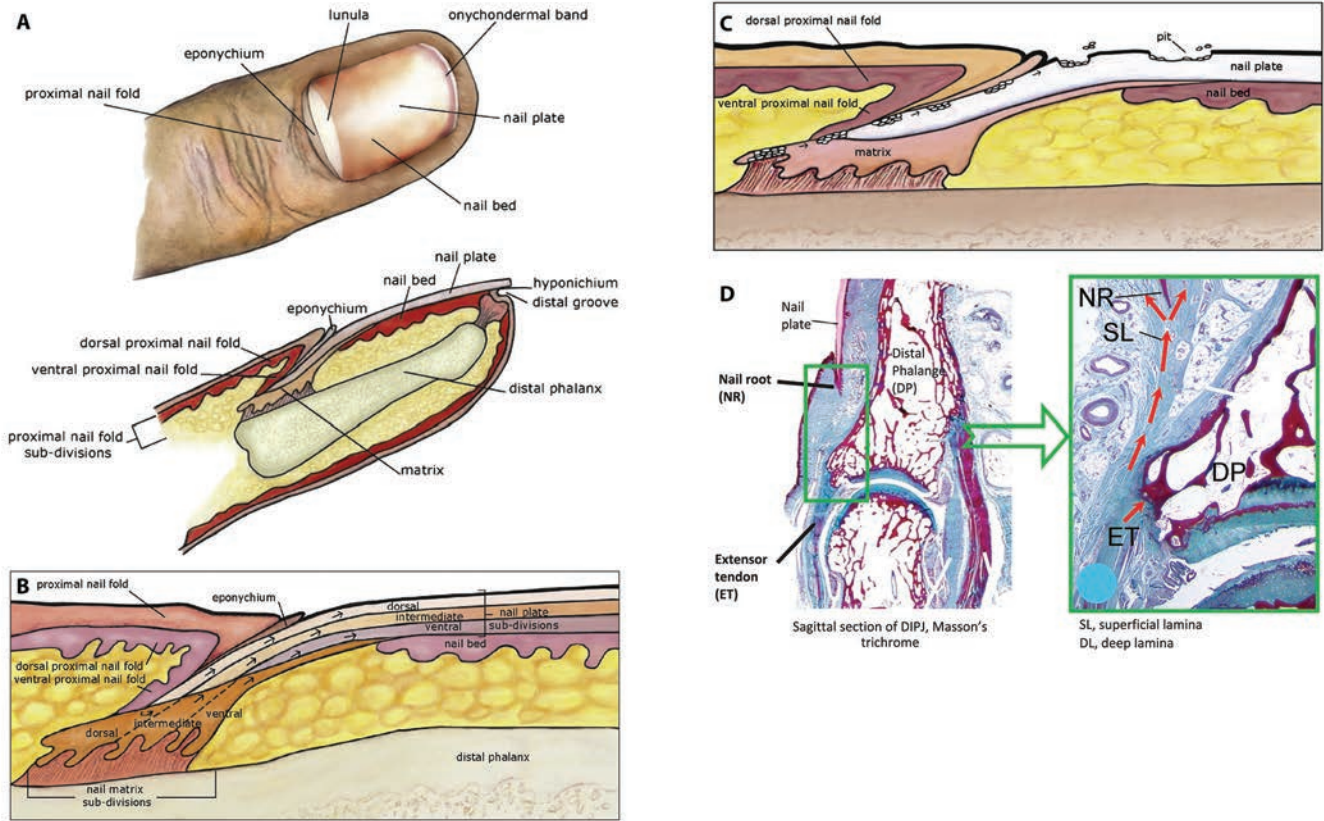 A
lunula
onychondermal band
eponychium
proximal nail fold
nail plate
nail bed
nail plate
nail bed
hyponichium
distal groove
eponychium
dorsal proximal nail fold
ventral proximal nail fold
distal phalanx
proximal nail fold
sub-divisions
matrix
B
proximal nail fold
eponychium
dorsal
intermediate
ventral
nail plate
sub-divisions
nail bed
dorsal proximal nail fold
ventral proximal nail fold
ventral
intermediate
dorsal
distal phalanx
nail matrix
sub-divisions
C
dorsal proximal nail fold
pit
nail plate
nail bed
ventral proximal nail fold
matrix
D
Nail
plate
Distal
Phalange
(DP)
Nail root
(NR)
Extensor
tendon
(ET)
Sagittal section of DIPJ, Masson's
trichrome
NR
SL
DP
ET
SL, superficial lamina
DL, deep lamina